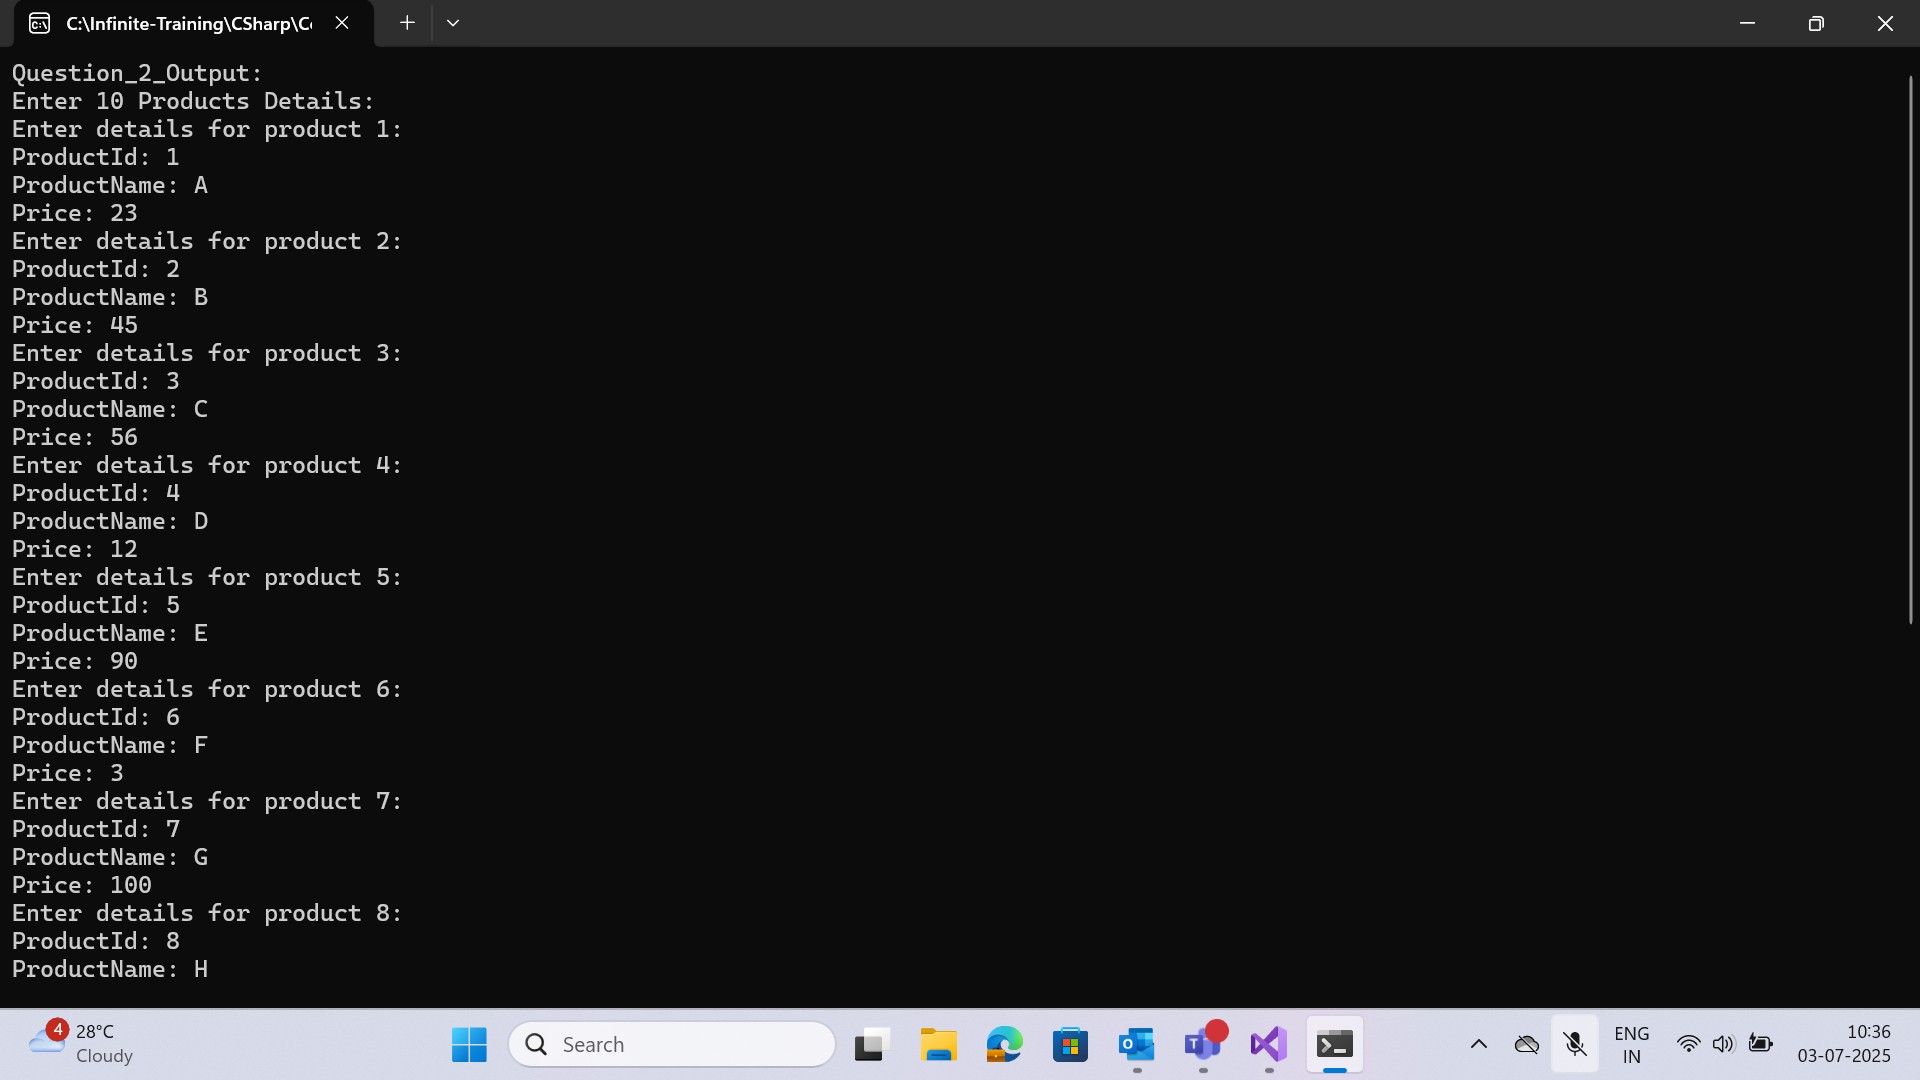 C:\Infinite-Training\CSharp\C
Question_2_Output:
Enter 10 Products Details:
Enter details for product 1:
ProductId: 1
ProductName: A
Price: 23
Enter details for product 2:
ProductId: 2
ProductName: B
Price: 45
Enter details for product 3:
ProductId: 3
ProductName: C
Price: 56
Enter details for product 4:
ProductId: 4
ProductName: D
Price: 12
Enter details for product 5:
ProductId: 5
ProductName: E
Price: 90
Enter details for product 6:
ProductId: 6
ProductName: F
Price: 3
Enter details for product 7:
ProductId: 7
ProductName: G
Price: 100
Enter details for product 8:
ProductId: 8
ProductName: H
4
28°C
Cloudy
Search
ENG
IN
10:36
03-07-2025